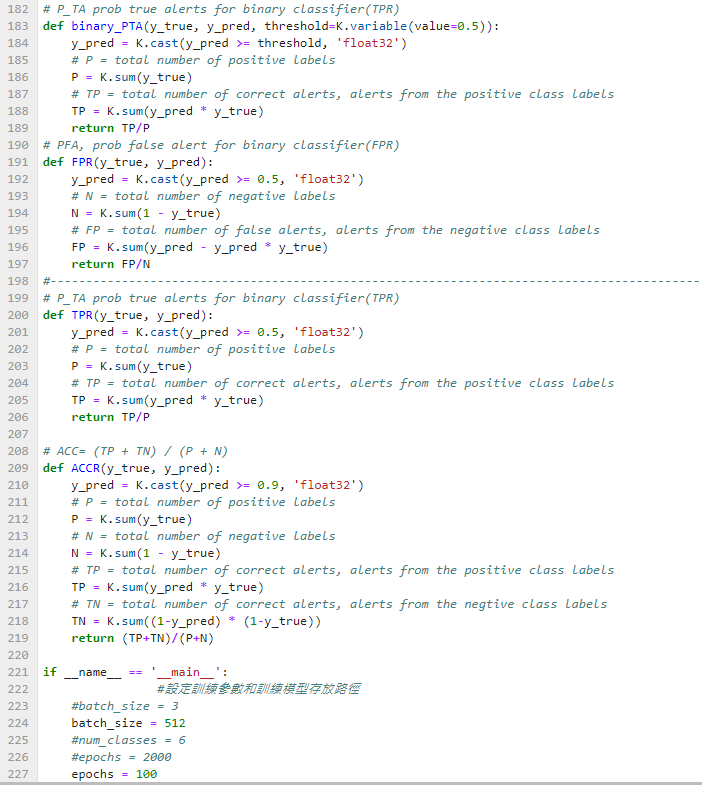 182 # P_TA prob true alerts for binary classifier(TPR)
183 def binary_PTA(y_true, y_pred, threshold=K.variable(value=0.5)):
184     y_pred = K.cast(y_pred >= threshold, 'float32')
185     # P = total number of positive labels
186     P = K.sum(y_true)
187     # TP = total number of correct alerts, alerts from the positive class labels
188     TP = K.sum(y_pred * y_true)
189     return TP/P
190 # PFA, prob false alert for binary classifier(FPR)
191 def FPR(y_true, y_pred):
192     y_pred = K.cast(y_pred >= 0.5, 'float32')
193     # N = total number of negative labels
194     N = K.sum(1 - y_true)
195     # FP = total number of false alerts, alerts from the negative class labels
196     FP = K.sum(y_pred - y_pred * y_true)
197     return FP/N
198 #-------------------------------------------------------------------------------------------
199 # P_TA prob true alerts for binary classifier(TPR)
200 def TPR(y_true, y_pred):
201     y_pred = K.cast(y_pred >= 0.5, 'float32')
202     # P = total number of positive labels
203     P = K.sum(y_true)
204     # TP = total number of correct alerts, alerts from the positive class labels
205     TP = K.sum(y_pred * y_true)
206     return TP/P
207
208 # ACC= (TP + TN) / (P + N)
209 def ACCR(y_true, y_pred):
210     y_pred = K.cast(y_pred >= 0.9, 'float32')
211     # P = total number of positive labels
212     P = K.sum(y_true)
213     # N = total number of negative labels
214     N = K.sum(1 - y_true)
215     # TP = total number of correct alerts, alerts from the positive class labels
216     TP = K.sum(y_pred * y_true)
217     # TN = total number of correct alerts, alerts from the negtive class labels
218     TN = K.sum((1-y_pred) * (1-y_true))
219     return (TP+TN)/(P+N)
220
221 if __name__ == '__main__':
222                 #設定訓練參數和訓練模型存放路徑
223     #batch_size = 3
224     batch_size = 512
225     #num_classes = 6
226     #epochs = 2000
227     epochs = 100